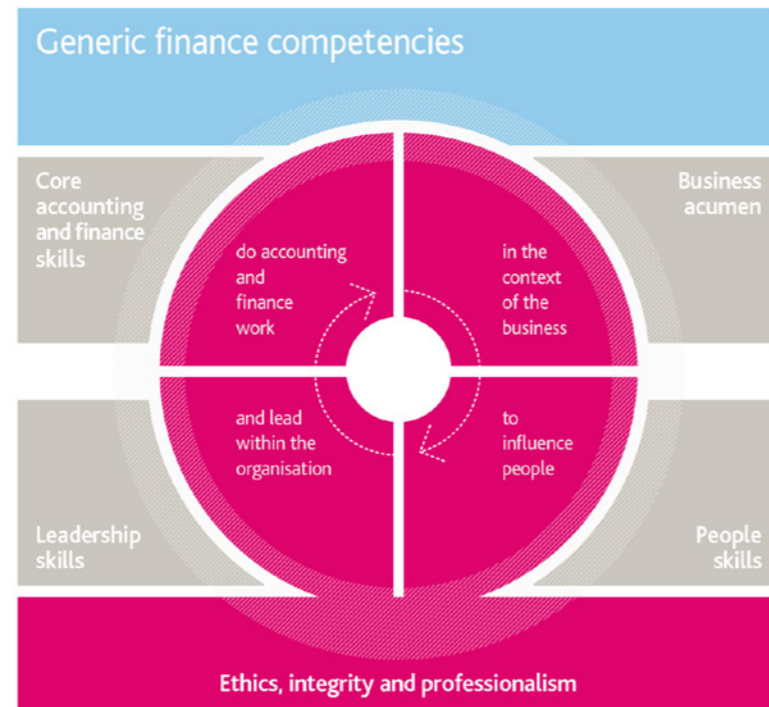 Generic finance competencies
Core
accounting
and finance
skills
Business
acumen
do accounting
and
finance
work
in the
context
of the
business
and lead
within the
organisation
to
influence
people
Leadership
skills
People
skills
Ethics, integrity and professionalism